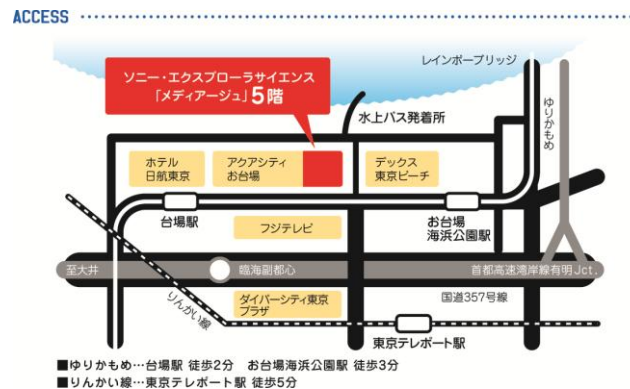 ACCESS
レインボーブリッジ
ソニー・エクスプローラサイエンス
「メディアージュ」5階
水上バス発着所
ゆりかもめ
ホテル
日航東京
アクアシティ
お台場
デックス
東京ビーチ
台場駅
フジテレビ
お台場
海浜公園駅
至大井
臨海副都心
首都高速湾岸線有明Jct.
りんかい線
ダイバーシティ東京
プラザ
国道357号線
東京テレポート駅
■ゆりかもめ…台場駅 徒歩2分 お台場海浜公園駅 徒歩3分
■りんかい線…東京テレポート駅 徒歩5分